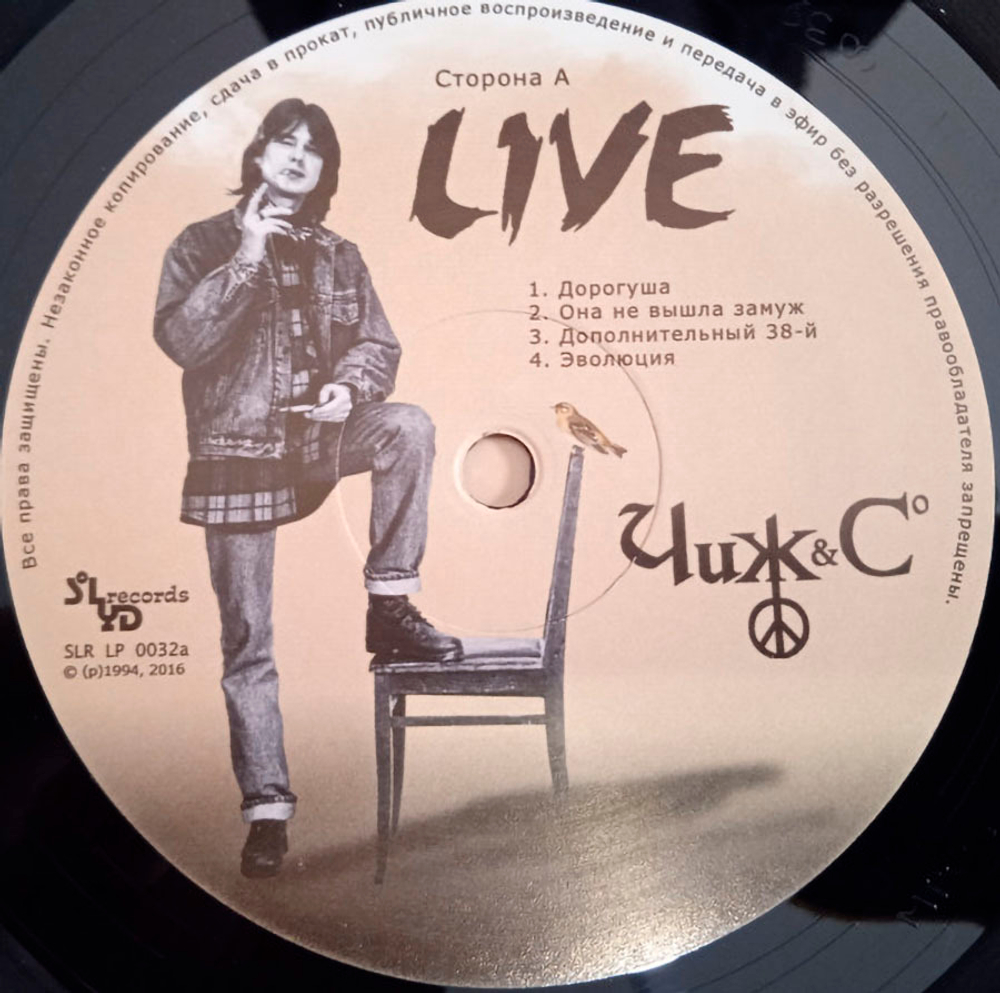 Все права защищены. Незаконное копирование, сдача в прокат, публичное воспроизведение и передача в эфир без разрешения правообладателя запрещены.
Сторона А
LIVE
1. Дорогуша
2. Она не вышла замуж
3. Дополнительный 38-й
4. Эволюция
Чиж & Cº
SoLYD records
SLR LP 0032a
© (p)1994, 2016